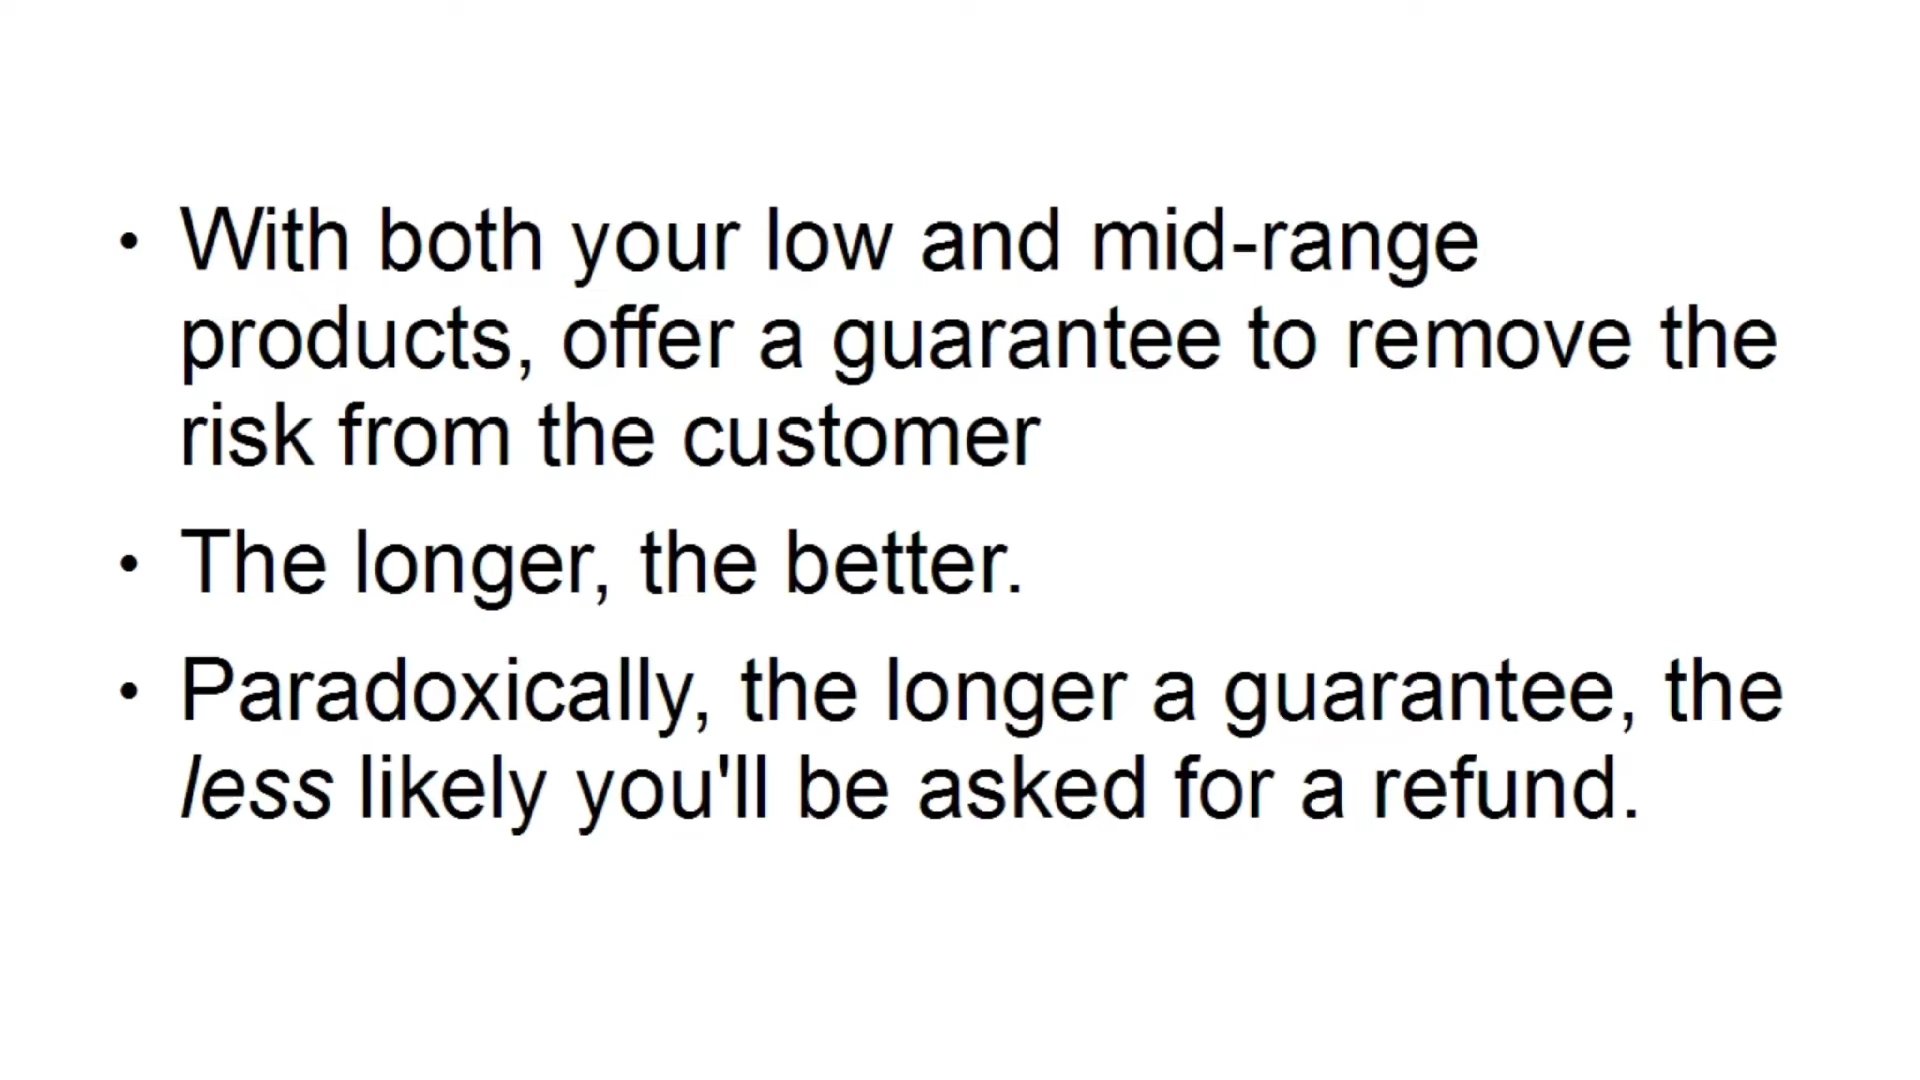 • With both your low and mid-range
products, offer a guarantee to remove the
risk from the customer
• The longer, the better.
• Paradoxically, the longer a guarantee, the
less likely you'll be asked for a refund.